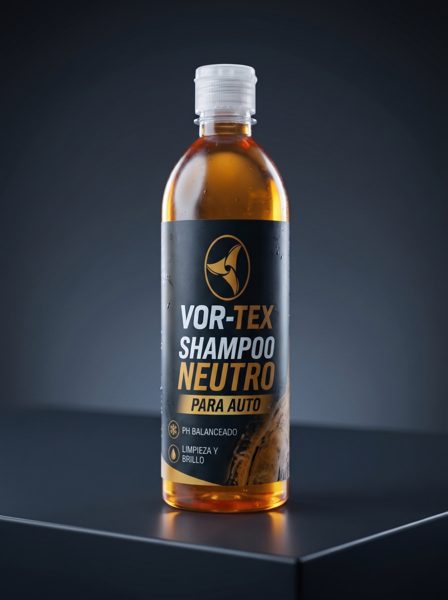 VOR-TEX
SHAMPOO
NEUTRO
PARA AUTO
PH BALANCEADO
LIMPIEZA Y
BRILLO